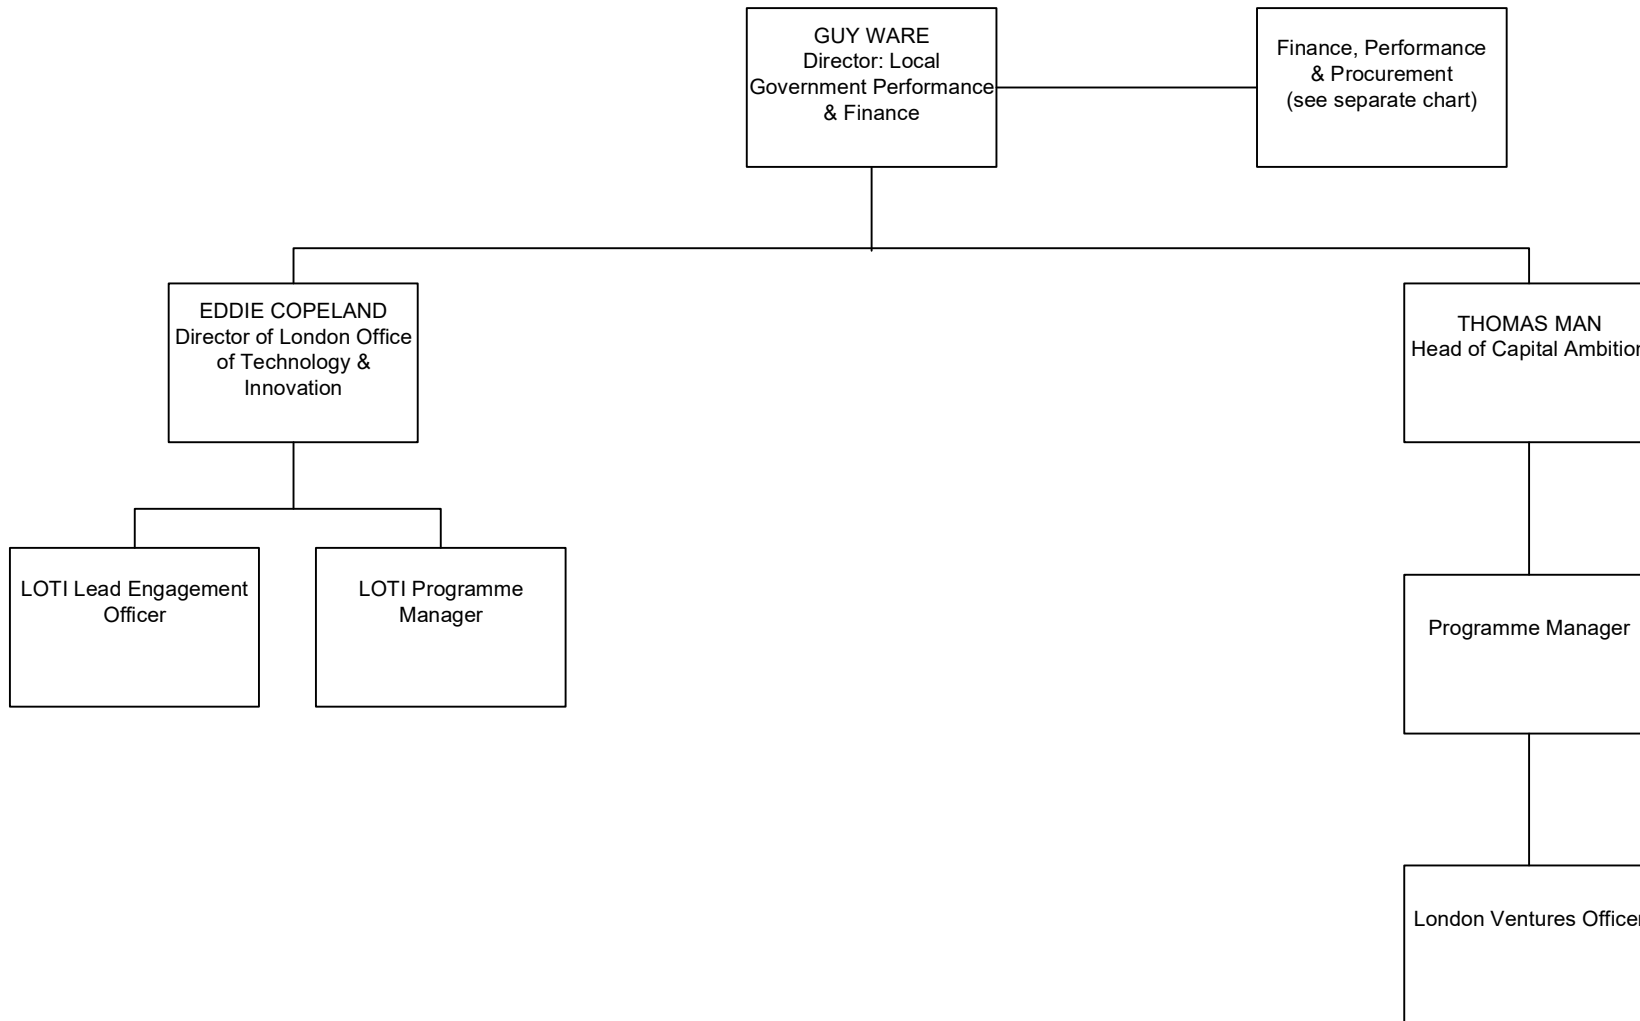 GUY WARE
Director: Local
Government Performance
& Finance
Finance, Performance
& Procurement
(see separate chart)
EDDIE COPELAND
Director of London Office
of Technology &
Innovation
THOMAS MAN
Head of Capital Ambition
LOTI Lead Engagement
Officer
LOTI Programme
Manager
Programme Manager
London Ventures Officer